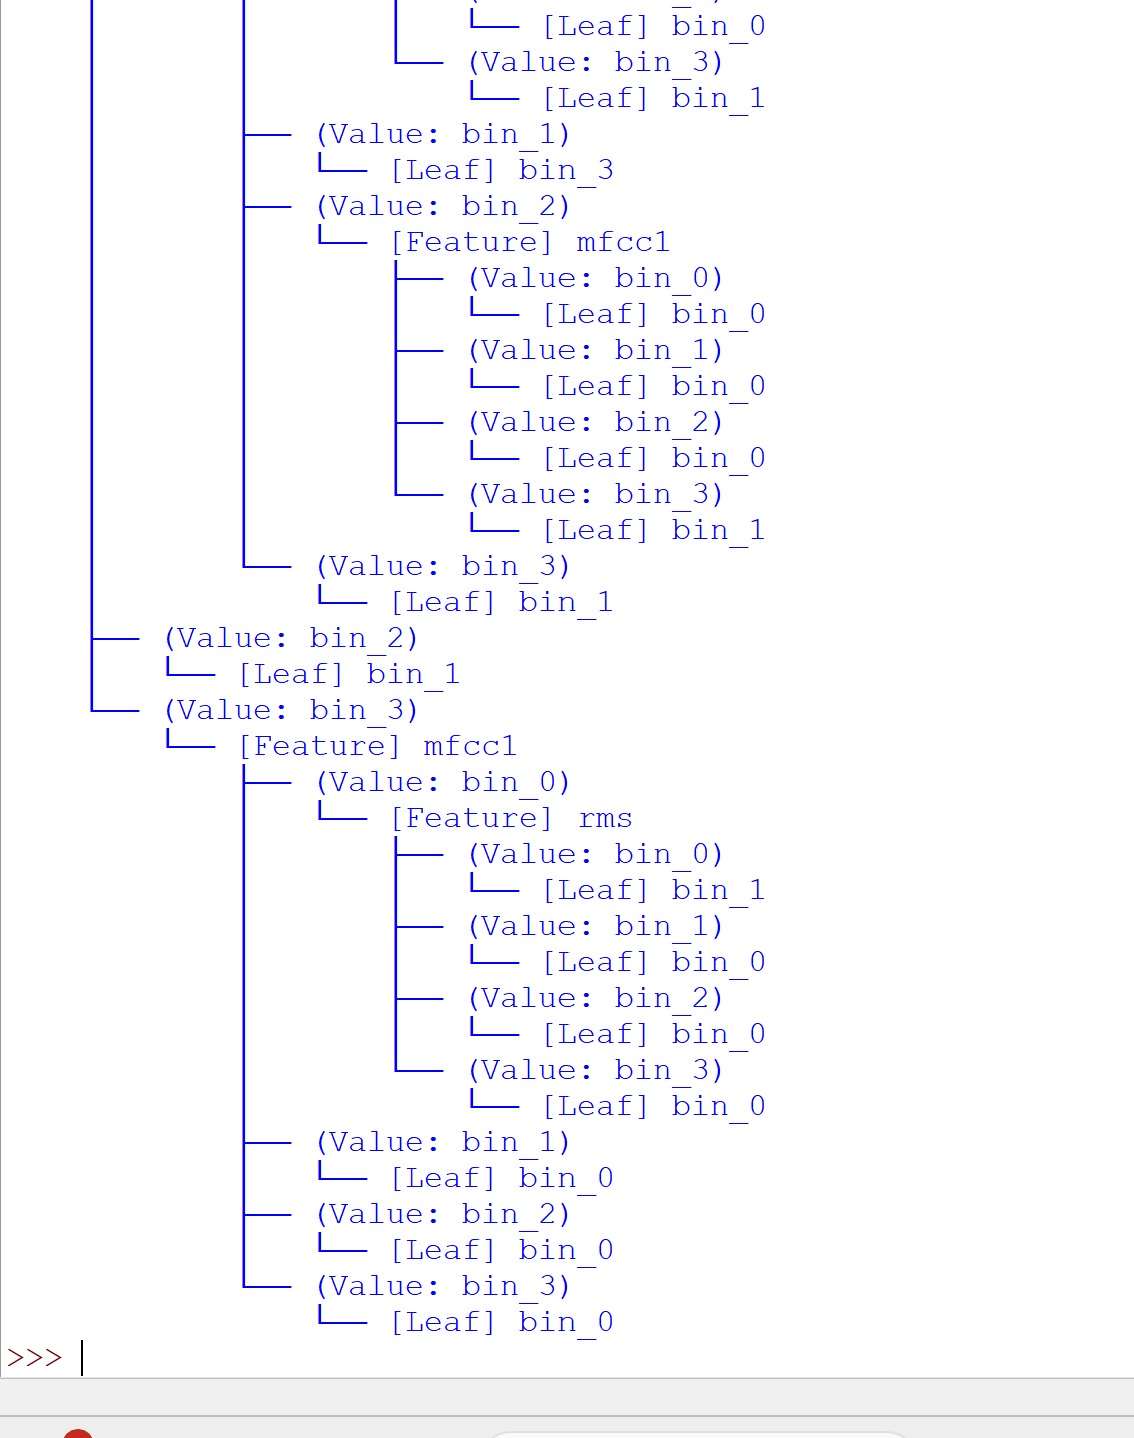 └── [Leaf] bin_0
└── (Value: bin_3)
└── [Leaf] bin_1
├── (Value: bin_1)
└── [Leaf] bin_3
├── (Value: bin_2)
└── [Feature] mfcc1
├── (Value: bin_0)
└── [Leaf] bin_0
├── (Value: bin_1)
└── [Leaf] bin_0
├── (Value: bin_2)
└── [Leaf] bin_0
└── (Value: bin_3)
└── [Leaf] bin_1
└── (Value: bin_3)
└── [Leaf] bin_1
├── (Value: bin_2)
└── [Leaf] bin_1
└── (Value: bin_3)
└── [Feature] mfcc1
├── (Value: bin_0)
└── [Feature] rms
├── (Value: bin_0)
└── [Leaf] bin_1
├── (Value: bin_1)
└── [Leaf] bin_0
├── (Value: bin_2)
└── [Leaf] bin_0
└── (Value: bin_3)
└── [Leaf] bin_0
├── (Value: bin_1)
└── [Leaf] bin_0
├── (Value: bin_2)
└── [Leaf] bin_0
└── (Value: bin_3)
└── [Leaf] bin_0
>>>